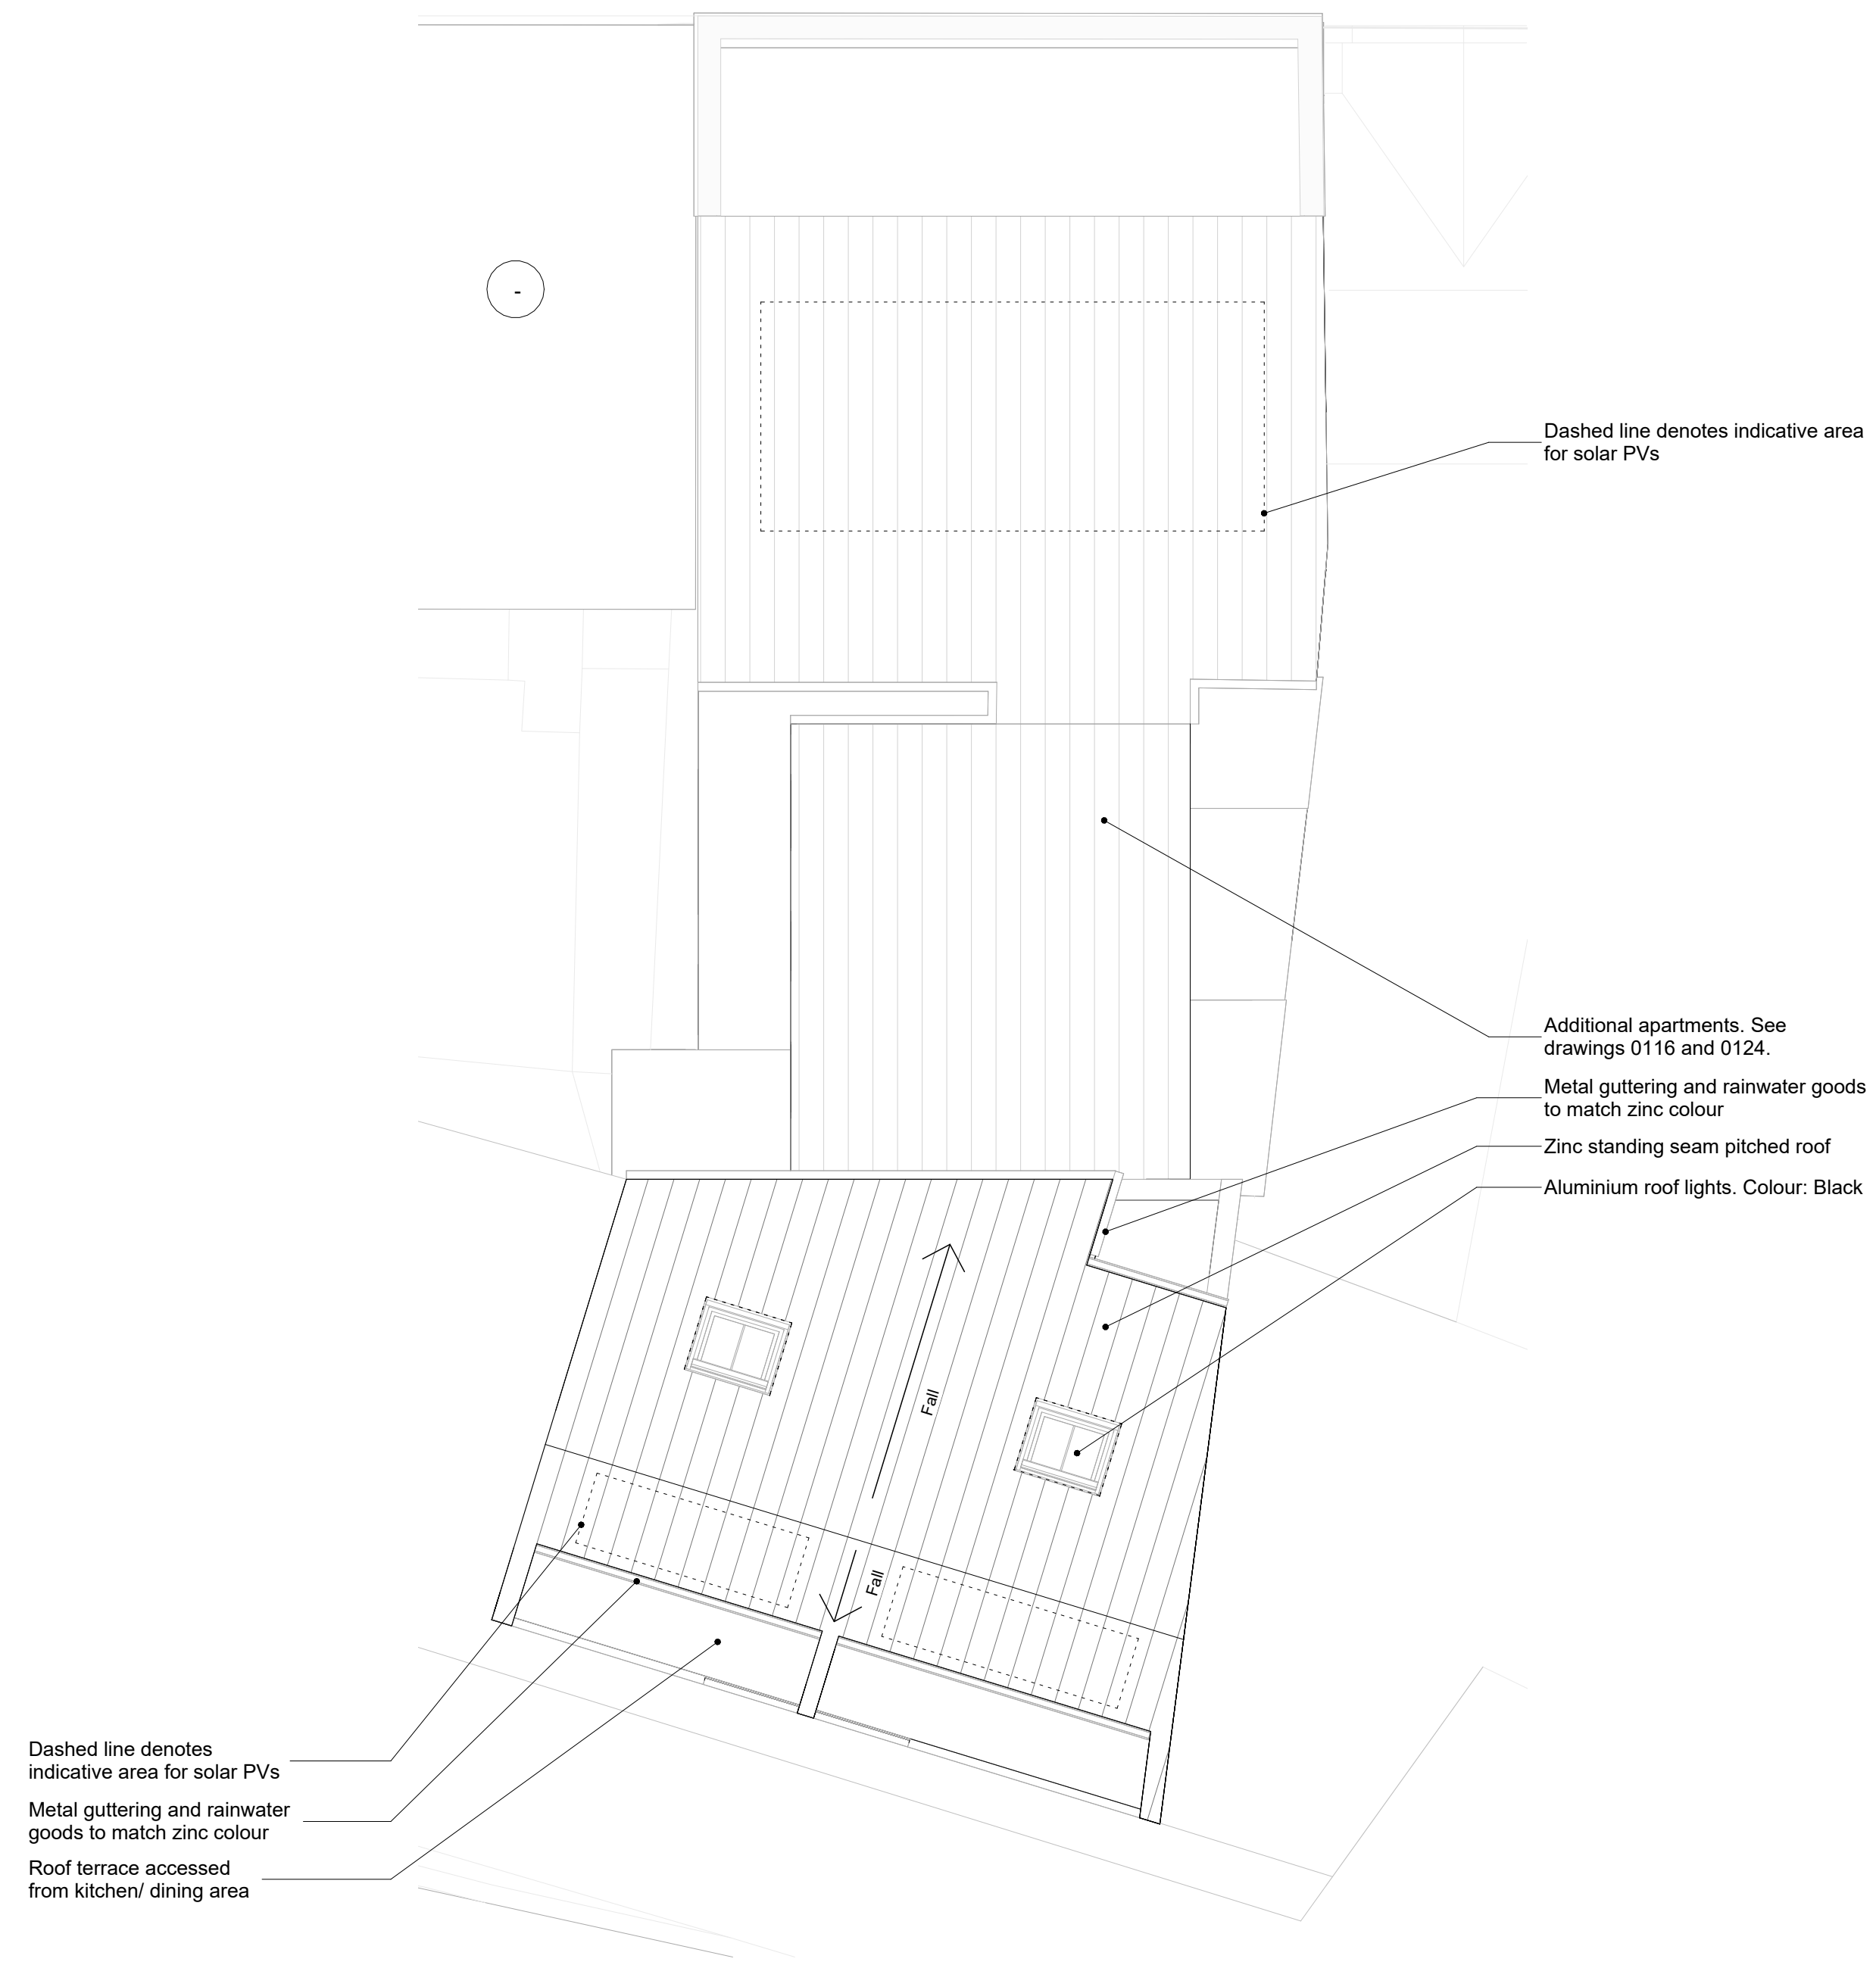 -
Dashed line denotes indicative area
for solar PVs
Additional apartments. See
drawings 0116 and 0124.
Metal guttering and rainwater goods
to match zinc colour
Zinc standing seam pitched roof
Aluminium roof lights. Colour: Black
Fall
Fall
Dashed line denotes
indicative area for solar PVs
Metal guttering and rainwater
goods to match zinc colour
Roof terrace accessed
from kitchen/ dining area